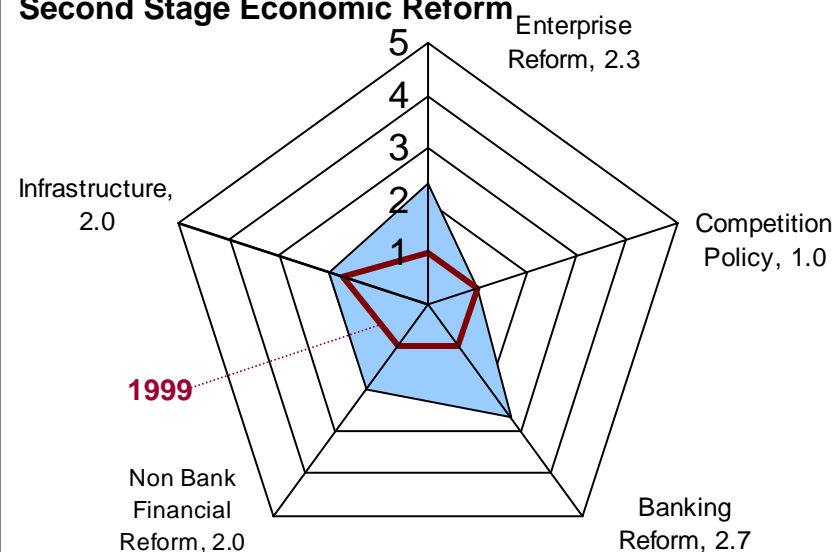 Second Stage Economic Reform
Enterprise
Reform, 2.3
5
4
3
2
1
Infrastructure,
2.0
Competition
Policy, 1.0
1999
Non Bank
Financial
Reform, 2.0
Banking
Reform, 2.7